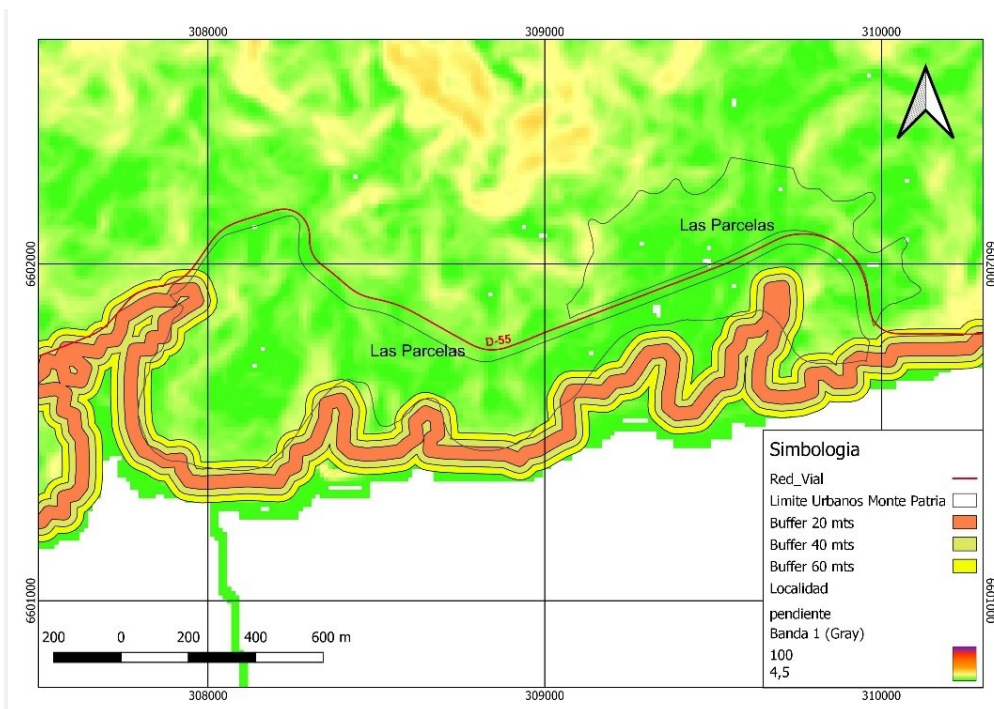 308000
309000
310000
Las Parcelas
6602000
6602000
D-55
Las Parcelas
Simbologia
Red_Vial
Limite Urbanos Monte Patria
Buffer 20 mts
Buffer 40 mts
Buffer 60 mts
Localidad
pendiente
Banda 1 (Gray)
100
4,5
6601000
6601000
200 0 200 400 600 m
308000
309000
310000